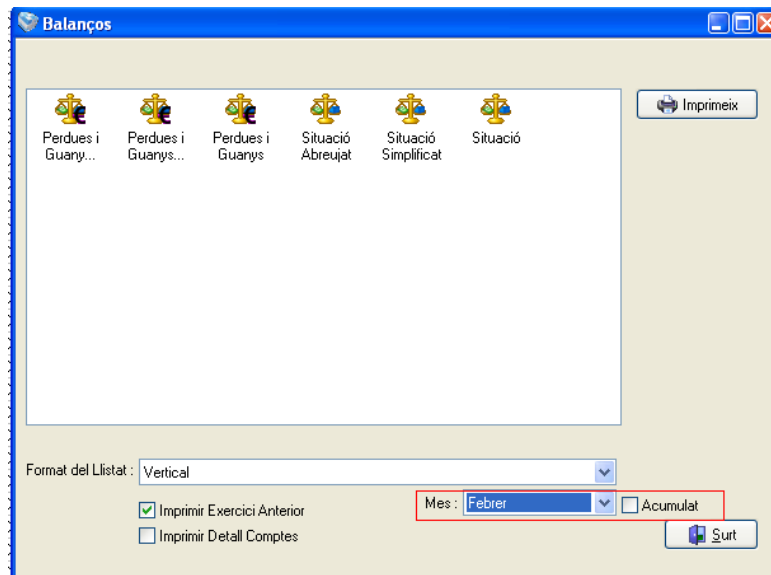 Balanços
Imprimeix
Perdues i
Guany...
Perdues i
Guanys...
Perdues i
Guanys
Situació
Abreujat
Situació
Simplificat
Situació
Format del Llistat :
Vertical
Imprimir Exercici Anterior
Mes :
Febrer
Acumulat
Imprimir Detall Comptes
Surt